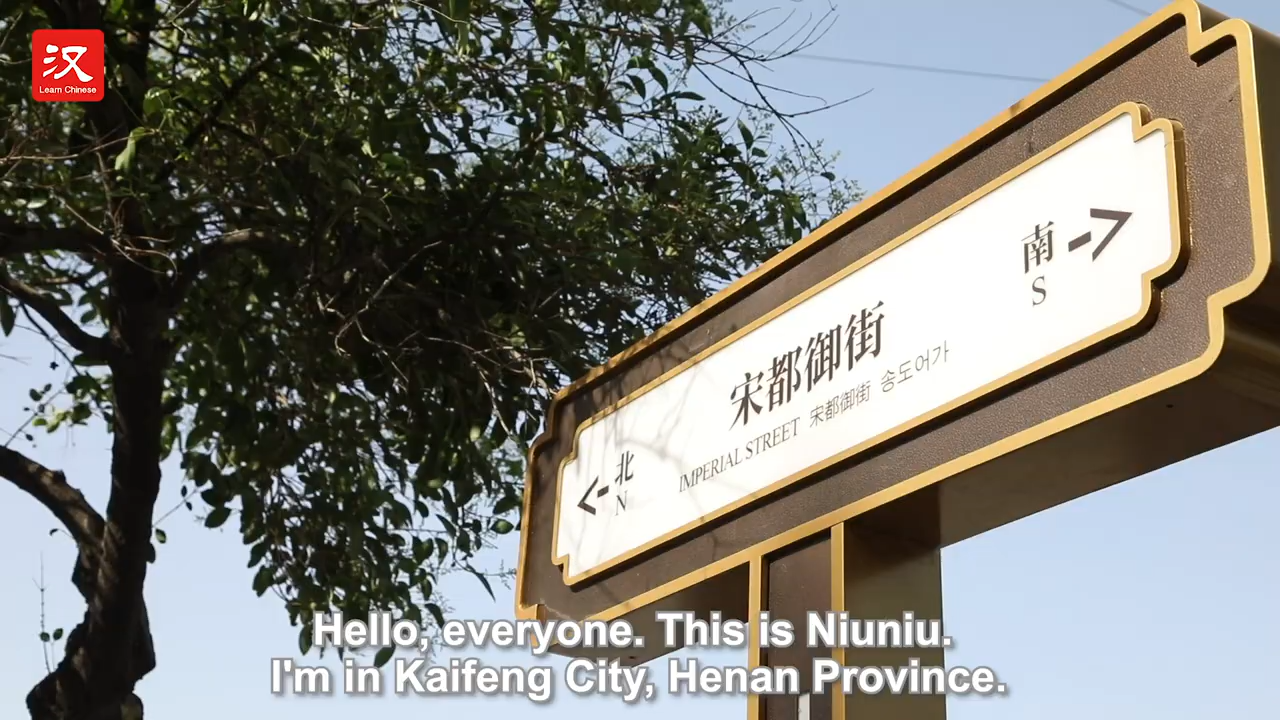 汉
Learn Chinese
南
S
宋都御街
IMPERIAL STREET 宋都御街 송도어가
北
N
Hello, everyone. This is Niuniu.
I'm in Kaifeng City, Henan Province.